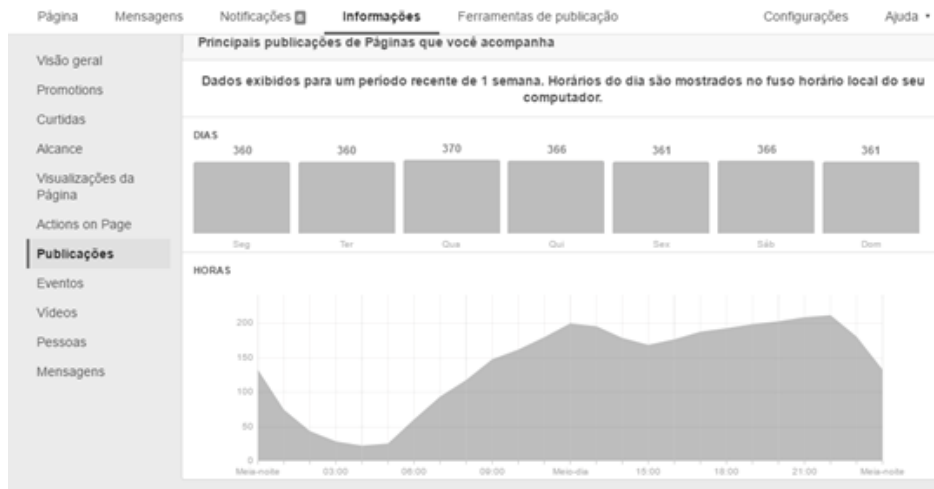 Página Mensagens Notificações Informações Ferramentas de publicação Configurações Ajuda
Principais publicações de Páginas que você acompanha
Visão geral
Promotions
Curtidas
Alcance
Visualizações da
Página
Actions on Page
Publicações
Eventos
Vídeos
Pessoas
Mensagens
Dados exibidos para um período recente de 1 semana. Horários do dia são mostrados no fuso horário local do seu
computador.
DIAS
360 360 370 366 361 366 361
Seg Ter Qua Qui Sex Sáb Dom
HORAS
200
150
100
50
0
Meia-noite 03:00 06:00 09:00 Meio-dia 15:00 18:00 21:00 Meia-noite